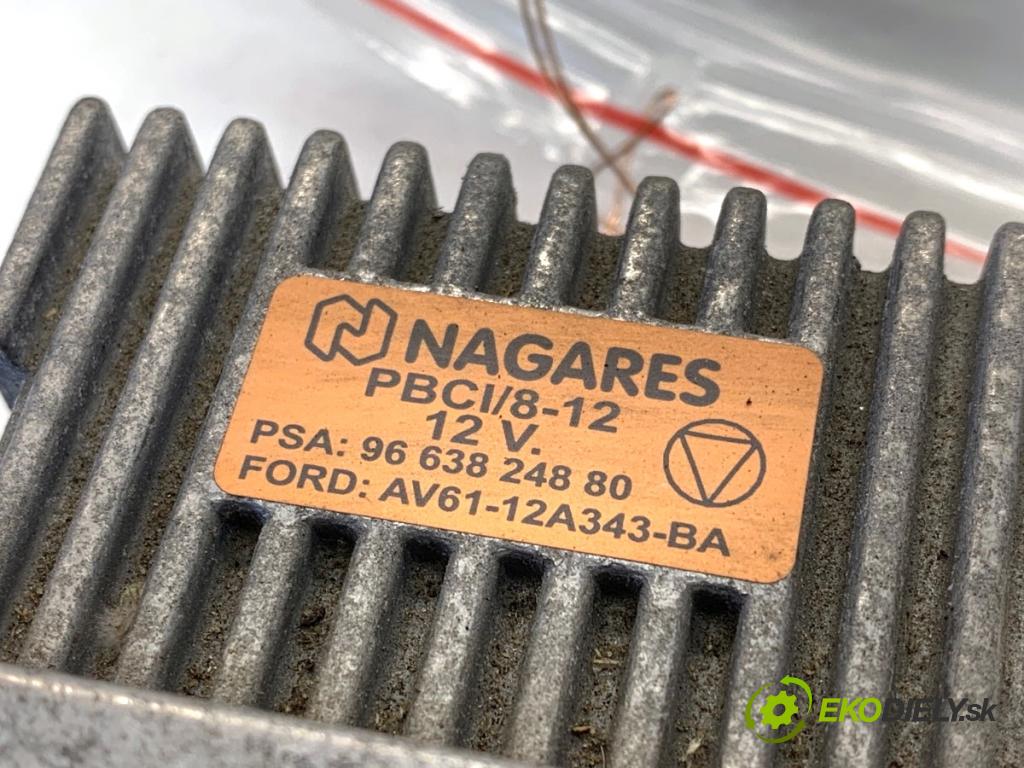 NAGARES
PBCI/8-12
12 V.
PSA: 96 638 248 80
FORD: AV61-12A343-BA
EKODIELY.sk